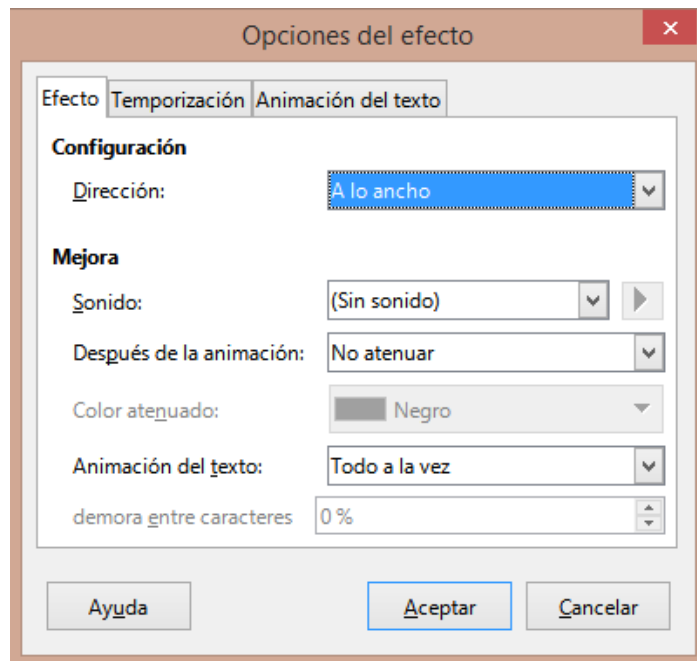 Opciones del efecto
Efecto Temporización Animación del texto
Configuración
Dirección: A lo ancho
Mejora
Sonido: (Sin sonido)
Después de la animación: No atenuar
Color atenuado: Negro
Animación del texto: Todo a la vez
demora entre caracteres 0 %
Ayuda Aceptar Cancelar